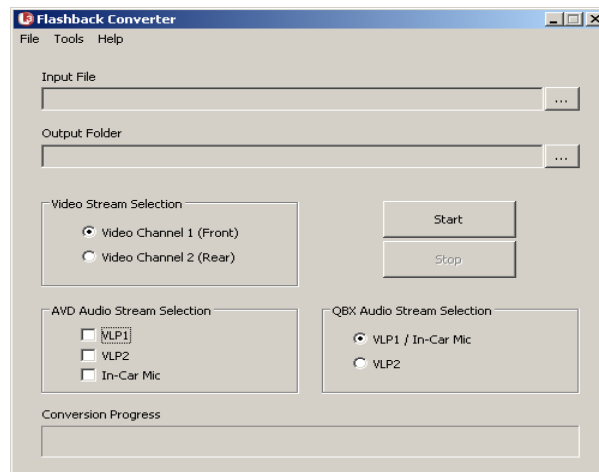 Flashback Converter
File Tools Help
Input File
...
Output Folder
...
Video Stream Selection
Video Channel 1 (Front)
Video Channel 2 (Rear)
Start
Stop
AVD Audio Stream Selection
VLP1
VLP2
In-Car Mic
QBX Audio Stream Selection
VLP1 / In-Car Mic
VLP2
Conversion Progress